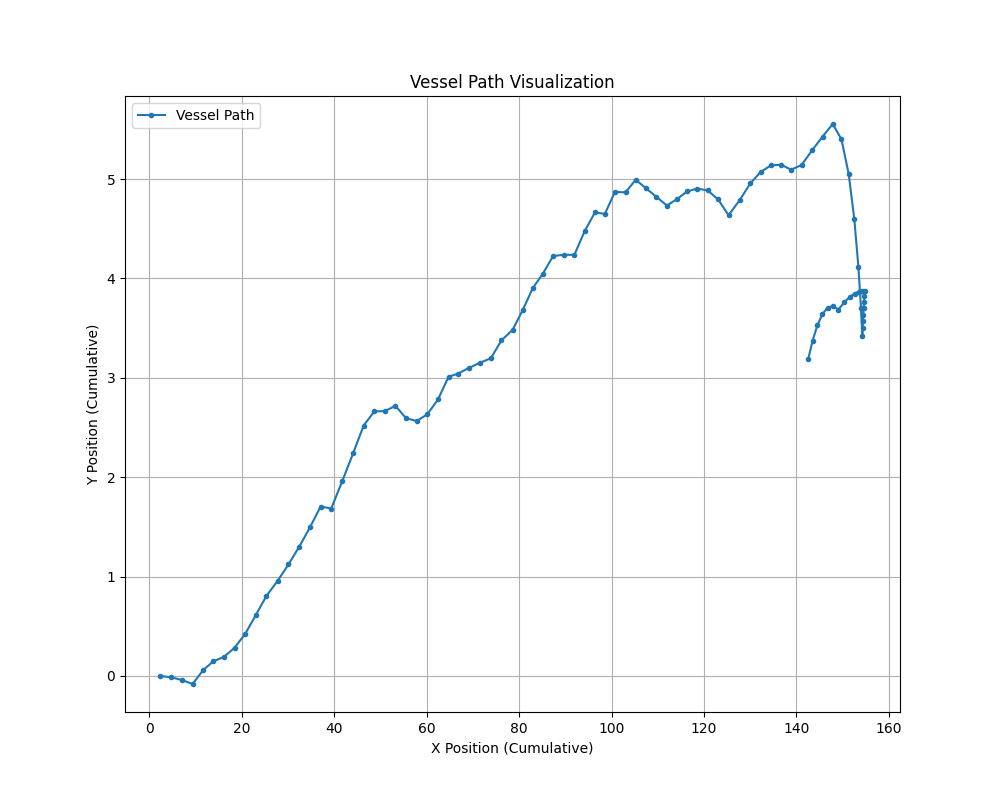 Vessel Path Visualization
Vessel Path
Y Position (Cumulative)
5
4
3
2
1
0
0 20 40 60 80 100 120 140 160
X Position (Cumulative)